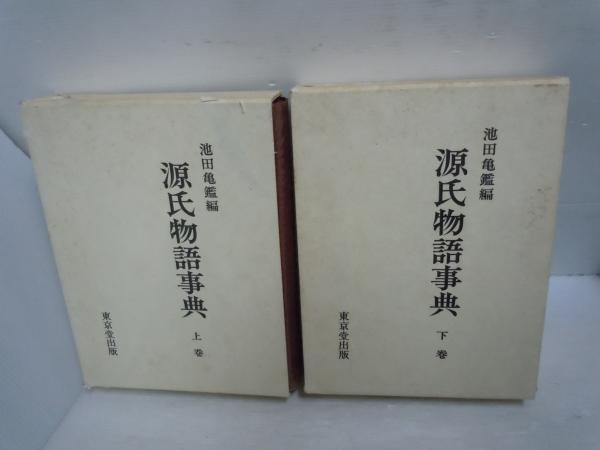 池田亀鑑編
源氏物語事典
上巻
東京堂出版
池田亀鑑編
源氏物語事典
下巻
東京堂出版